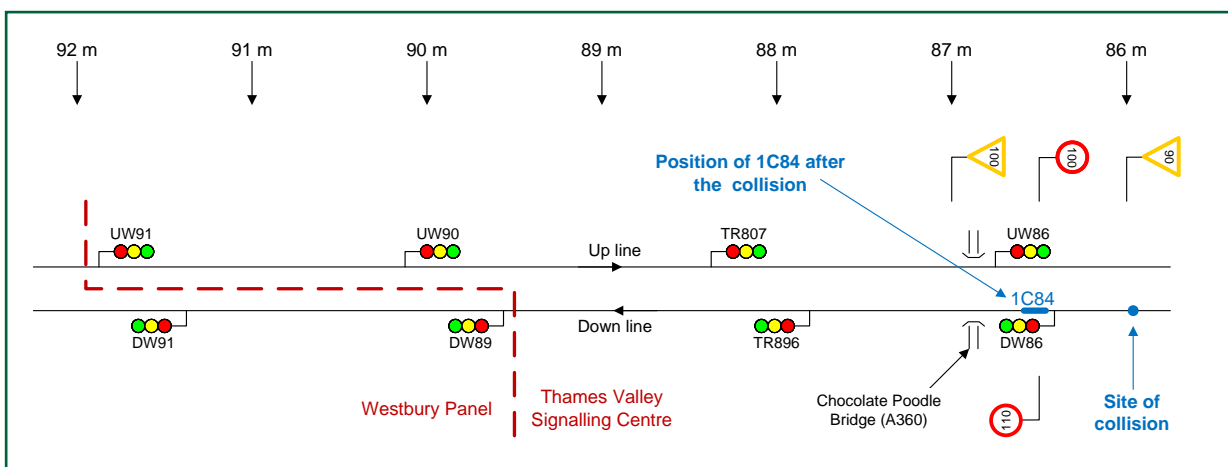 92 m
91 m
90 m
89 m
88 m
87 m
86 m
100
100
90
Position of 1C84 after
the collision
UW91
UW90
TR807
UW86
Up line
1C84
Down line
DW91
DW89
TR896
DW86
Westbury Panel
Thames Valley
Signalling Centre
Chocolate Poodle
Bridge (A360)
110
Site of
collision